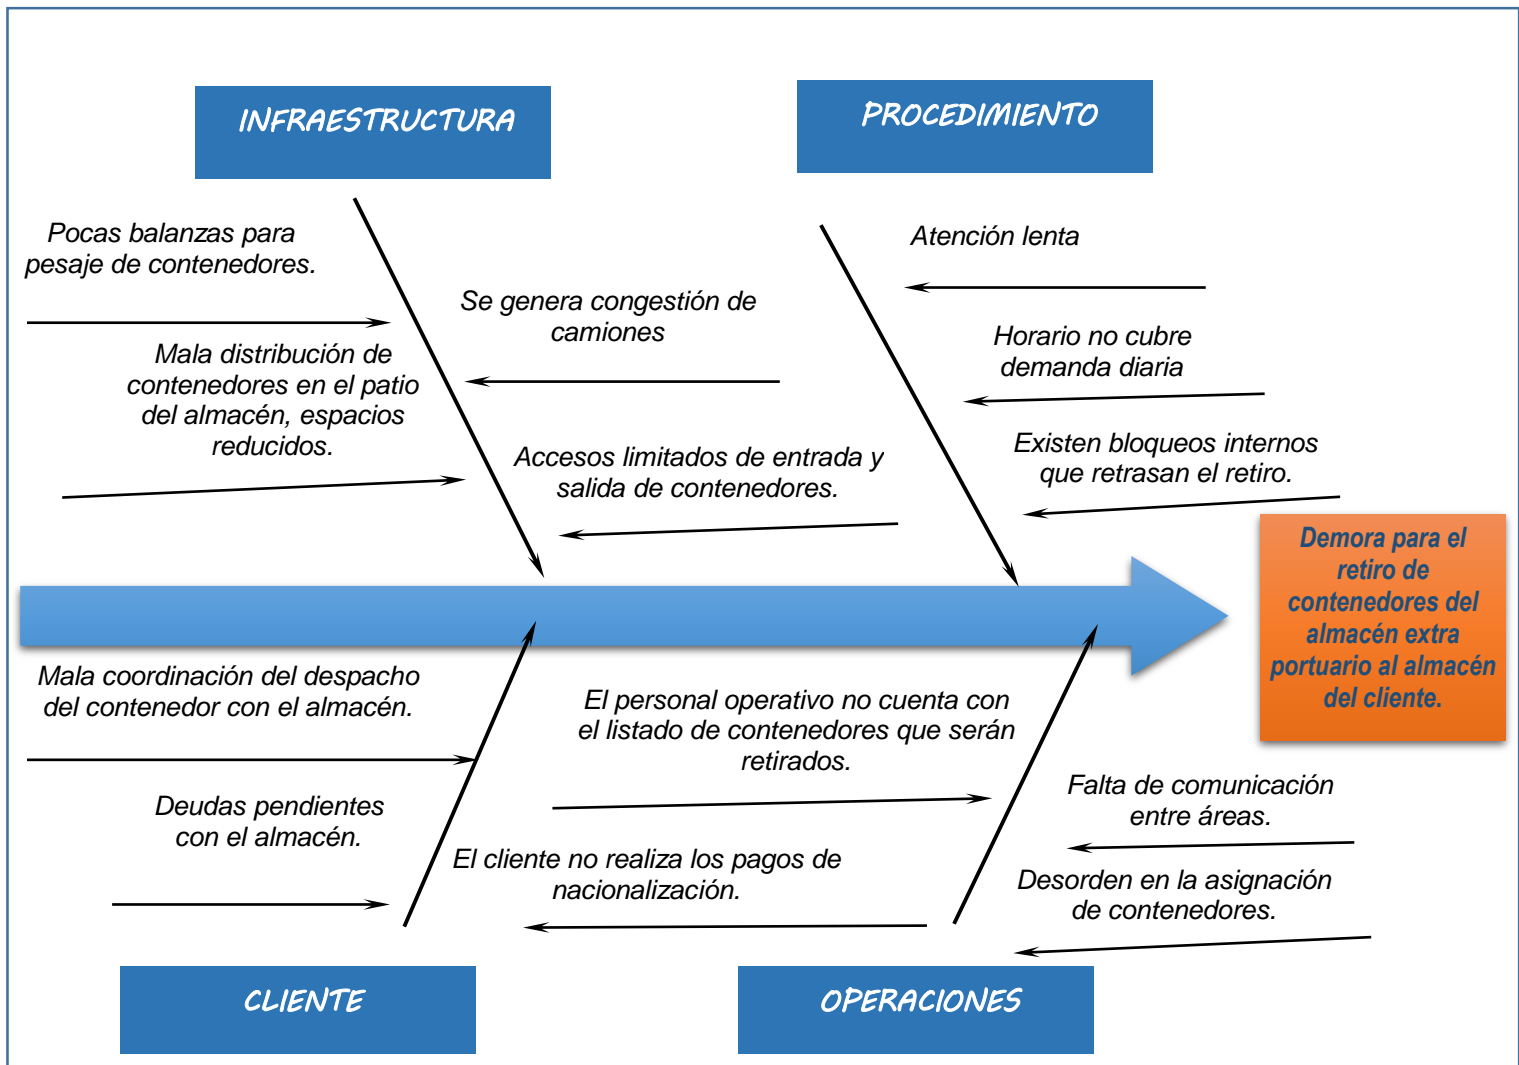 INFRAESTRUCTURA
PROCEDIMIENTO
Pocas balanzas para
pesaje de contenedores.
Se genera congestión de
camiones
Atención lenta
Mala distribución de
contenedores en el patio
del almacén, espacios
reducidos.
Horario no cubre
demanda diaria
Accesos limitados de entrada y
salida de contenedores.
Existen bloqueos internos
que retrasan el retiro.
Demora para el
retiro de
contenedores del
almacén extra
portuario al almacén
del cliente.
Mala coordinación del despacho
del contenedor con el almacén.
El personal operativo no cuenta con
el listado de contenedores que serán
retirados.
Deudas pendientes
con el almacén.
Falta de comunicación
entre áreas.
El cliente no realiza los pagos de
nacionalización.
Desorden en la asignación
de contenedores.
CLIENTE
OPERACIONES